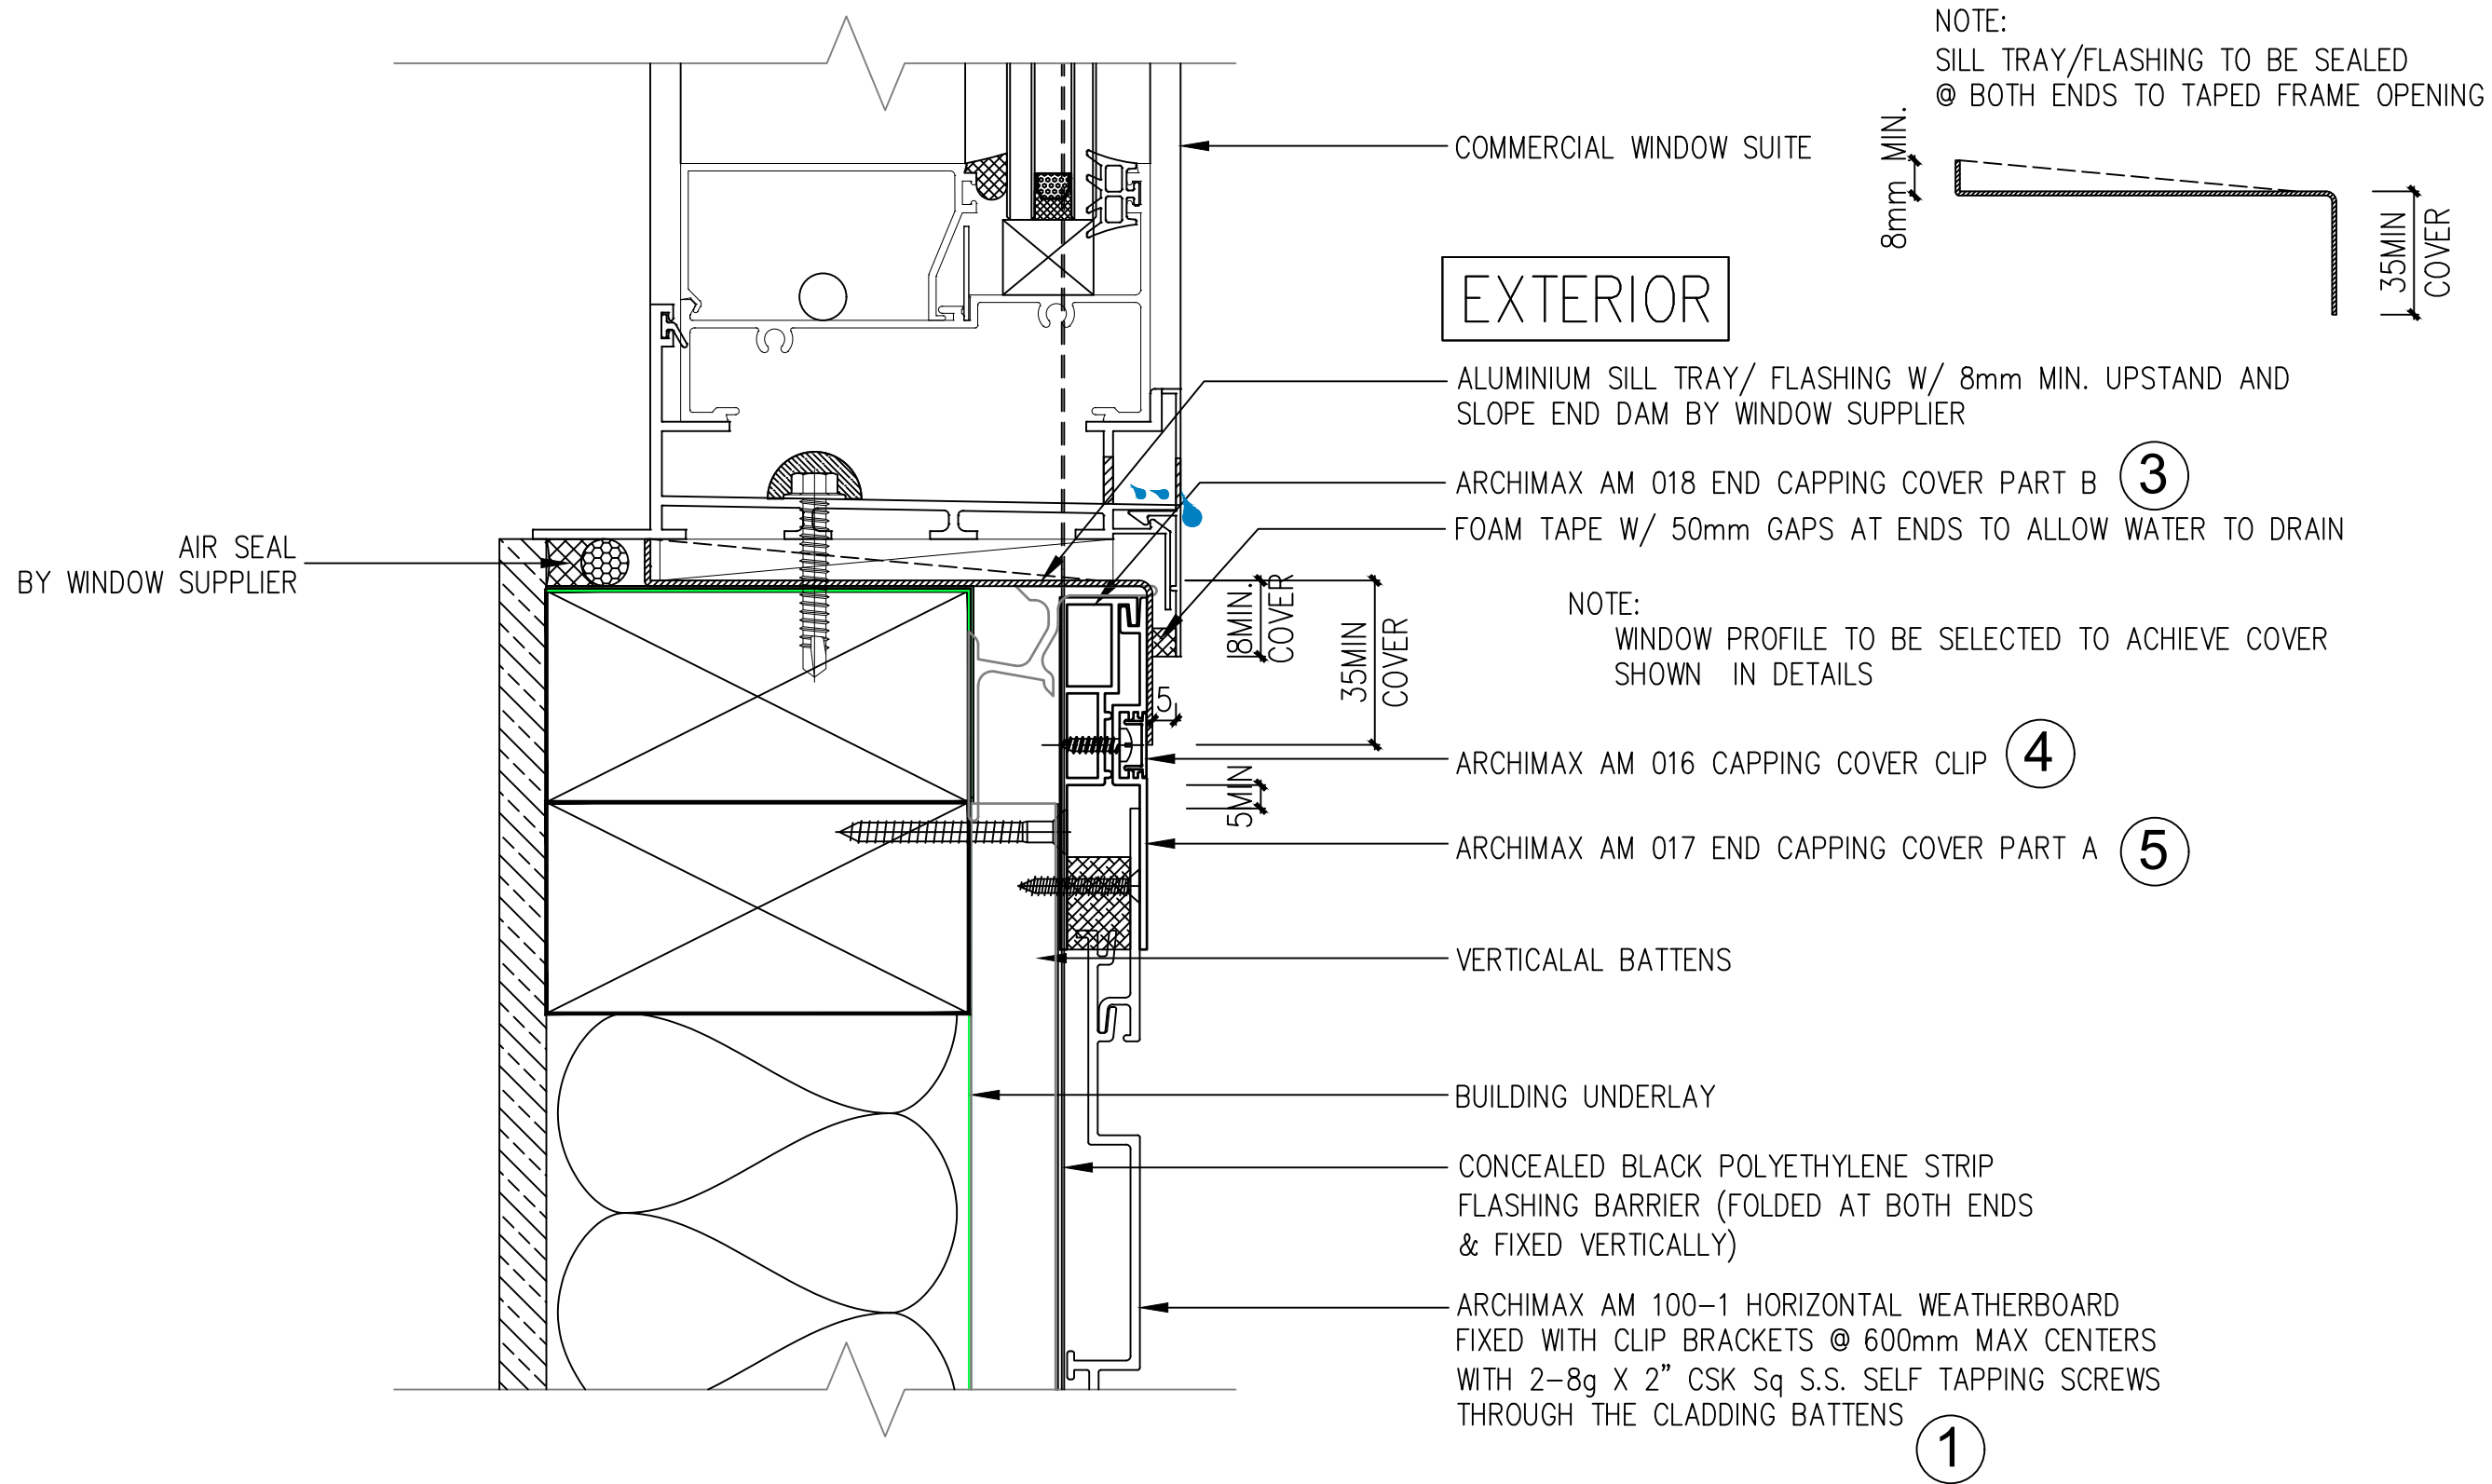 NOTE:
SILL TRAY/FLASHING TO BE SEALED
@ BOTH ENDS TO TAPED FRAME OPENING
8mm MIN.
35MIN
COVER
COMMERCIAL WINDOW SUITE
EXTERIOR
ALUMINIUM SILL TRAY/ FLASHING W/ 8mm MIN. UPSTAND AND
SLOPE END DAM BY WINDOW SUPPLIER
ARCHIMAX AM 018 END CAPPING COVER PART B 3
FOAM TAPE W/ 50mm GAPS AT ENDS TO ALLOW WATER TO DRAIN
AIR SEAL
BY WINDOW SUPPLIER
8MIN.
COVER
35MIN
COVER
NOTE:
WINDOW PROFILE TO BE SELECTED TO ACHIEVE COVER
SHOWN IN DETAILS
5
ARCHIMAX AM 016 CAPPING COVER CLIP 4
5MIN
ARCHIMAX AM 017 END CAPPING COVER PART A 5
VERTICALAL BATTENS
BUILDING UNDERLAY
CONCEALED BLACK POLYETHYLENE STRIP
FLASHING BARRIER (FOLDED AT BOTH ENDS
& FIXED VERTICALLY)
ARCHIMAX AM 100-1 HORIZONTAL WEATHERBOARD
FIXED WITH CLIP BRACKETS @ 600mm MAX CENTERS
WITH 2-8g X 2" CSK Sq S.S. SELF TAPPING SCREWS
THROUGH THE CLADDING BATTENS
1